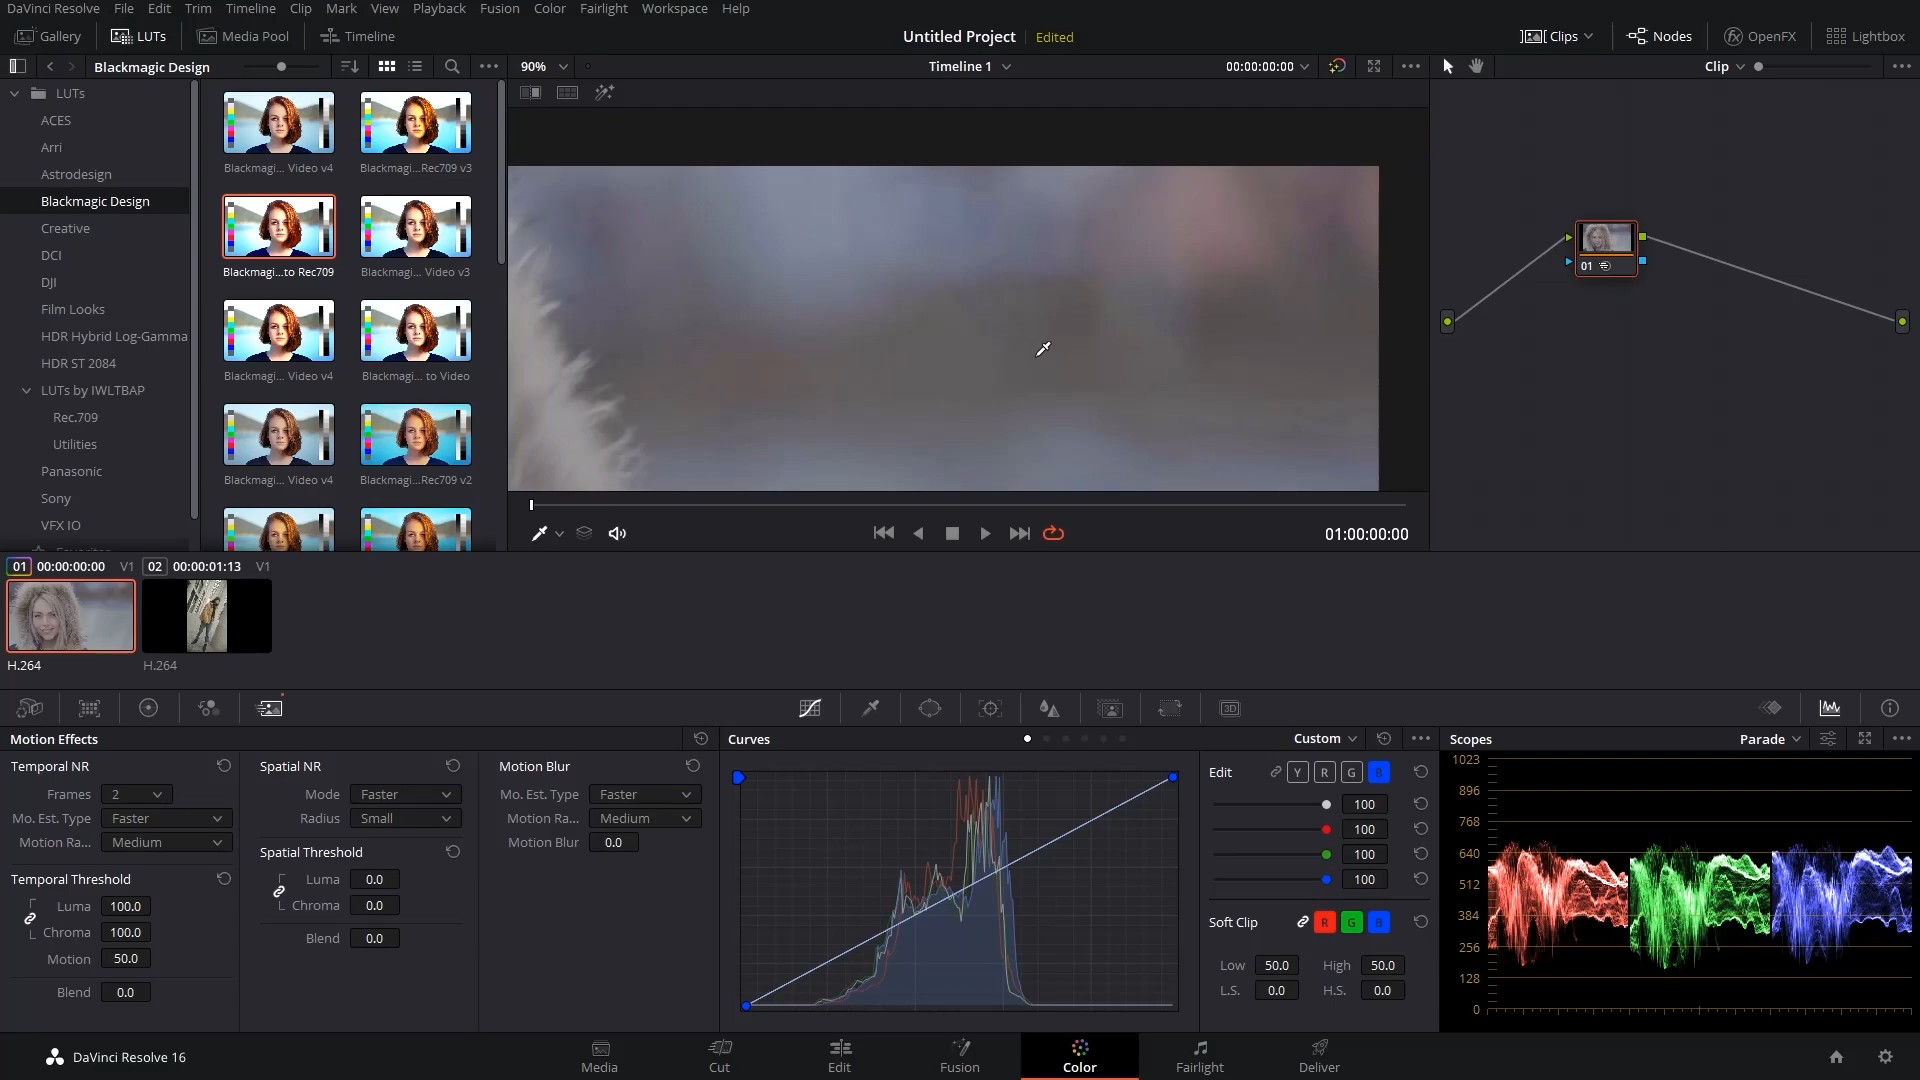 DaVinci Resolve File Edit Trim Timeline Clip Mark View Playback Fusion Color Fairlight Workspace Help
Gallery LUTs Media Pool Timeline Untitled Project Edited Clips Nodes fx OpenFX Lightbox
Blackmagic Design 90% Timeline 1 00:00:00:00 Clip
LUTs
ACES
Arri
Astrodesign
Blackmagic Design
Creative
DCI
DJI
Film Looks
HDR Hybrid Log-Gamma
HDR ST 2084
LUTs by IWLTBAP
Rec.709
Utilities
Panasonic
Sony
VFX IO
Blackmagi... Video v4 Blackmagi...Rec709 v3
Blackmagi...to Rec709 Blackmagi... Video v3
Blackmagi... Video v4 Blackmagi... to Video
Blackmagi... Video v4 Blackmagi...Rec709 v2
01:00:00:00
01
01 00:00:00:00 V1 02 00:00:01:13 V1
H.264 H.264
3D
Motion Effects
Temporal NR
Frames 2
Mo. Est. Type Faster
Motion Ra... Medium
Temporal Threshold
Luma 100.0
Chroma 100.0
Motion 50.0
Blend 0.0
Spatial NR
Mode Faster
Radius Small
Spatial Threshold
Luma 0.0
Chroma 0.0
Blend 0.0
Motion Blur
Mo. Est. Type Faster
Motion Ra... Medium
Motion Blur 0.0
Curves Custom
Edit Y R G B
100
100
100
100
Soft Clip R G B
Low 50.0 High 50.0
L.S. 0.0 H.S. 0.0
Scopes Parade
1023
896
768
640
512
384
256
128
0
DaVinci Resolve 16 Media Cut Edit Fusion Color Fairlight Deliver